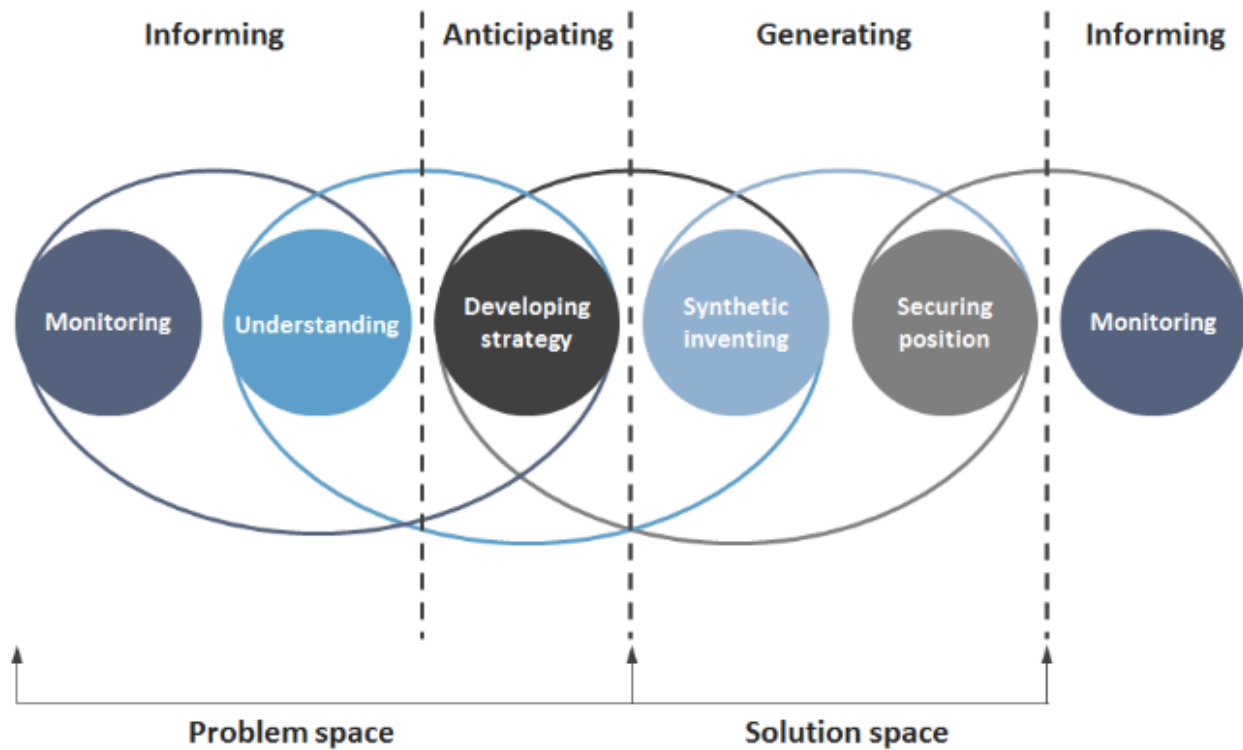 Informing
Anticipating
Generating
Informing
Monitoring
Understanding
Developing
strategy
Synthetic
inventing
Securing
position
Monitoring
Problem space
Solution space